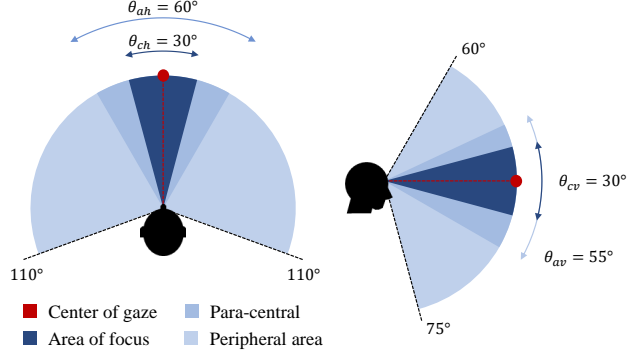 θah = 60°
θch = 30°
110°
110°
60°
θcv = 30°
θav = 55°
75°
Center of gaze
Para-central
Area of focus
Peripheral area